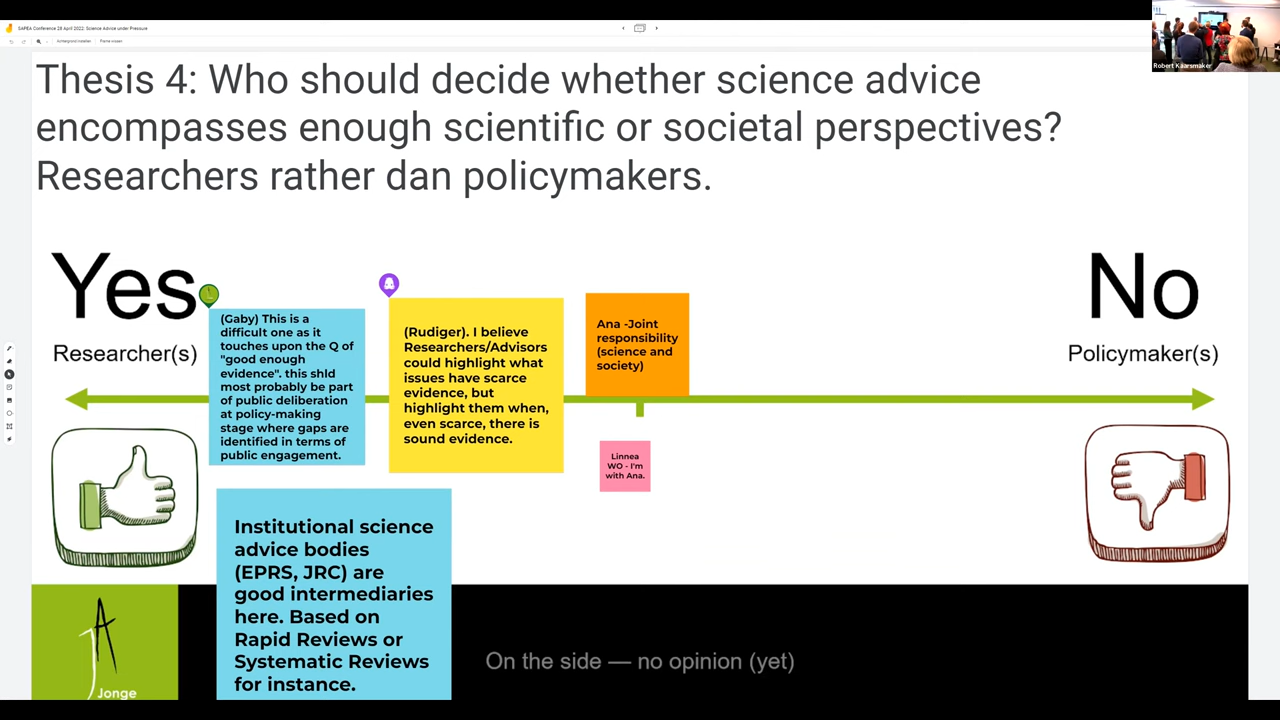 SAPEA Conference 28 April 2022: Science Advice under Pressure
Robert Kaarsmaker
Thesis 4: Who should decide whether science advice
encompasses enough scientific or societal perspectives?
Researchers rather dan policymakers.
Yes
Researcher(s)
No
Policymaker(s)
(Gaby) This is a
difficult one as it
touches upon the Q of
"good enough
evidence". this shld
most probably be part
of public deliberation
at policy-making
stage where gaps are
identified in terms of
public engagement.
(Rudiger). I believe
Researchers/Advisors
could highlight what
issues have scarce
evidence, but
highlight them when,
even scarce, there is
sound evidence.
Ana -Joint
responsibility
(science and
society)
Linnea
WO - I'm
with Ana.
Institutional science
advice bodies
(EPRS, JRC) are
good intermediaries
here. Based on
Rapid Reviews or
Systematic Reviews
for instance.
On the side — no opinion (yet)
jA
Jonge